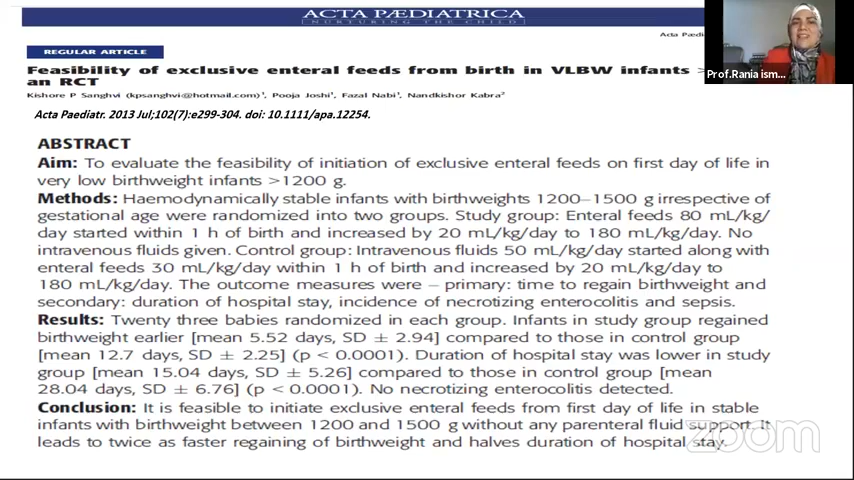 ACTA PÆDIATRICA
NURTURING THE CHILD
Acta Pædi
REGULAR ARTICLE
Feasibility of exclusive enteral feeds from birth in VLBW infants >
an RCT
Kishore P Sanghvi (kpsanghvi@hotmail.com)¹, Pooja Joshi¹, Fazal Nabi¹, Nandkishor Kabra²
Acta Paediatr. 2013 Jul;102(7):e299-304. doi: 10.1111/apa.12254.
Prof.Rania ism...
ABSTRACT
Aim: To evaluate the feasibility of initiation of exclusive enteral feeds on first day of life in
very low birthweight infants >1200 g.
Methods: Haemodynamically stable infants with birthweights 1200–1500 g irrespective of
gestational age were randomized into two groups. Study group: Enteral feeds 80 mL/kg/
day started within 1 h of birth and increased by 20 mL/kg/day to 180 mL/kg/day. No
intravenous fluids given. Control group: Intravenous fluids 50 mL/kg/day started along with
enteral feeds 30 mL/kg/day within 1 h of birth and increased by 20 mL/kg/day to
180 mL/kg/day. The outcome measures were – primary: time to regain birthweight and
secondary: duration of hospital stay, incidence of necrotizing enterocolitis and sepsis.
Results: Twenty three babies randomized in each group. Infants in study group regained
birthweight earlier [mean 5.52 days, SD ± 2.94] compared to those in control group
[mean 12.7 days, SD ± 2.25] (p < 0.0001). Duration of hospital stay was lower in study
group [mean 15.04 days, SD ± 5.26] compared to those in control group [mean
28.04 days, SD ± 6.76] (p < 0.0001). No necrotizing enterocolitis detected.
Conclusion: It is feasible to initiate exclusive enteral feeds from first day of life in stable
infants with birthweight between 1200 and 1500 g without any parenteral fluid support. It
leads to twice as faster regaining of birthweight and halves duration of hospital stay.
zoom